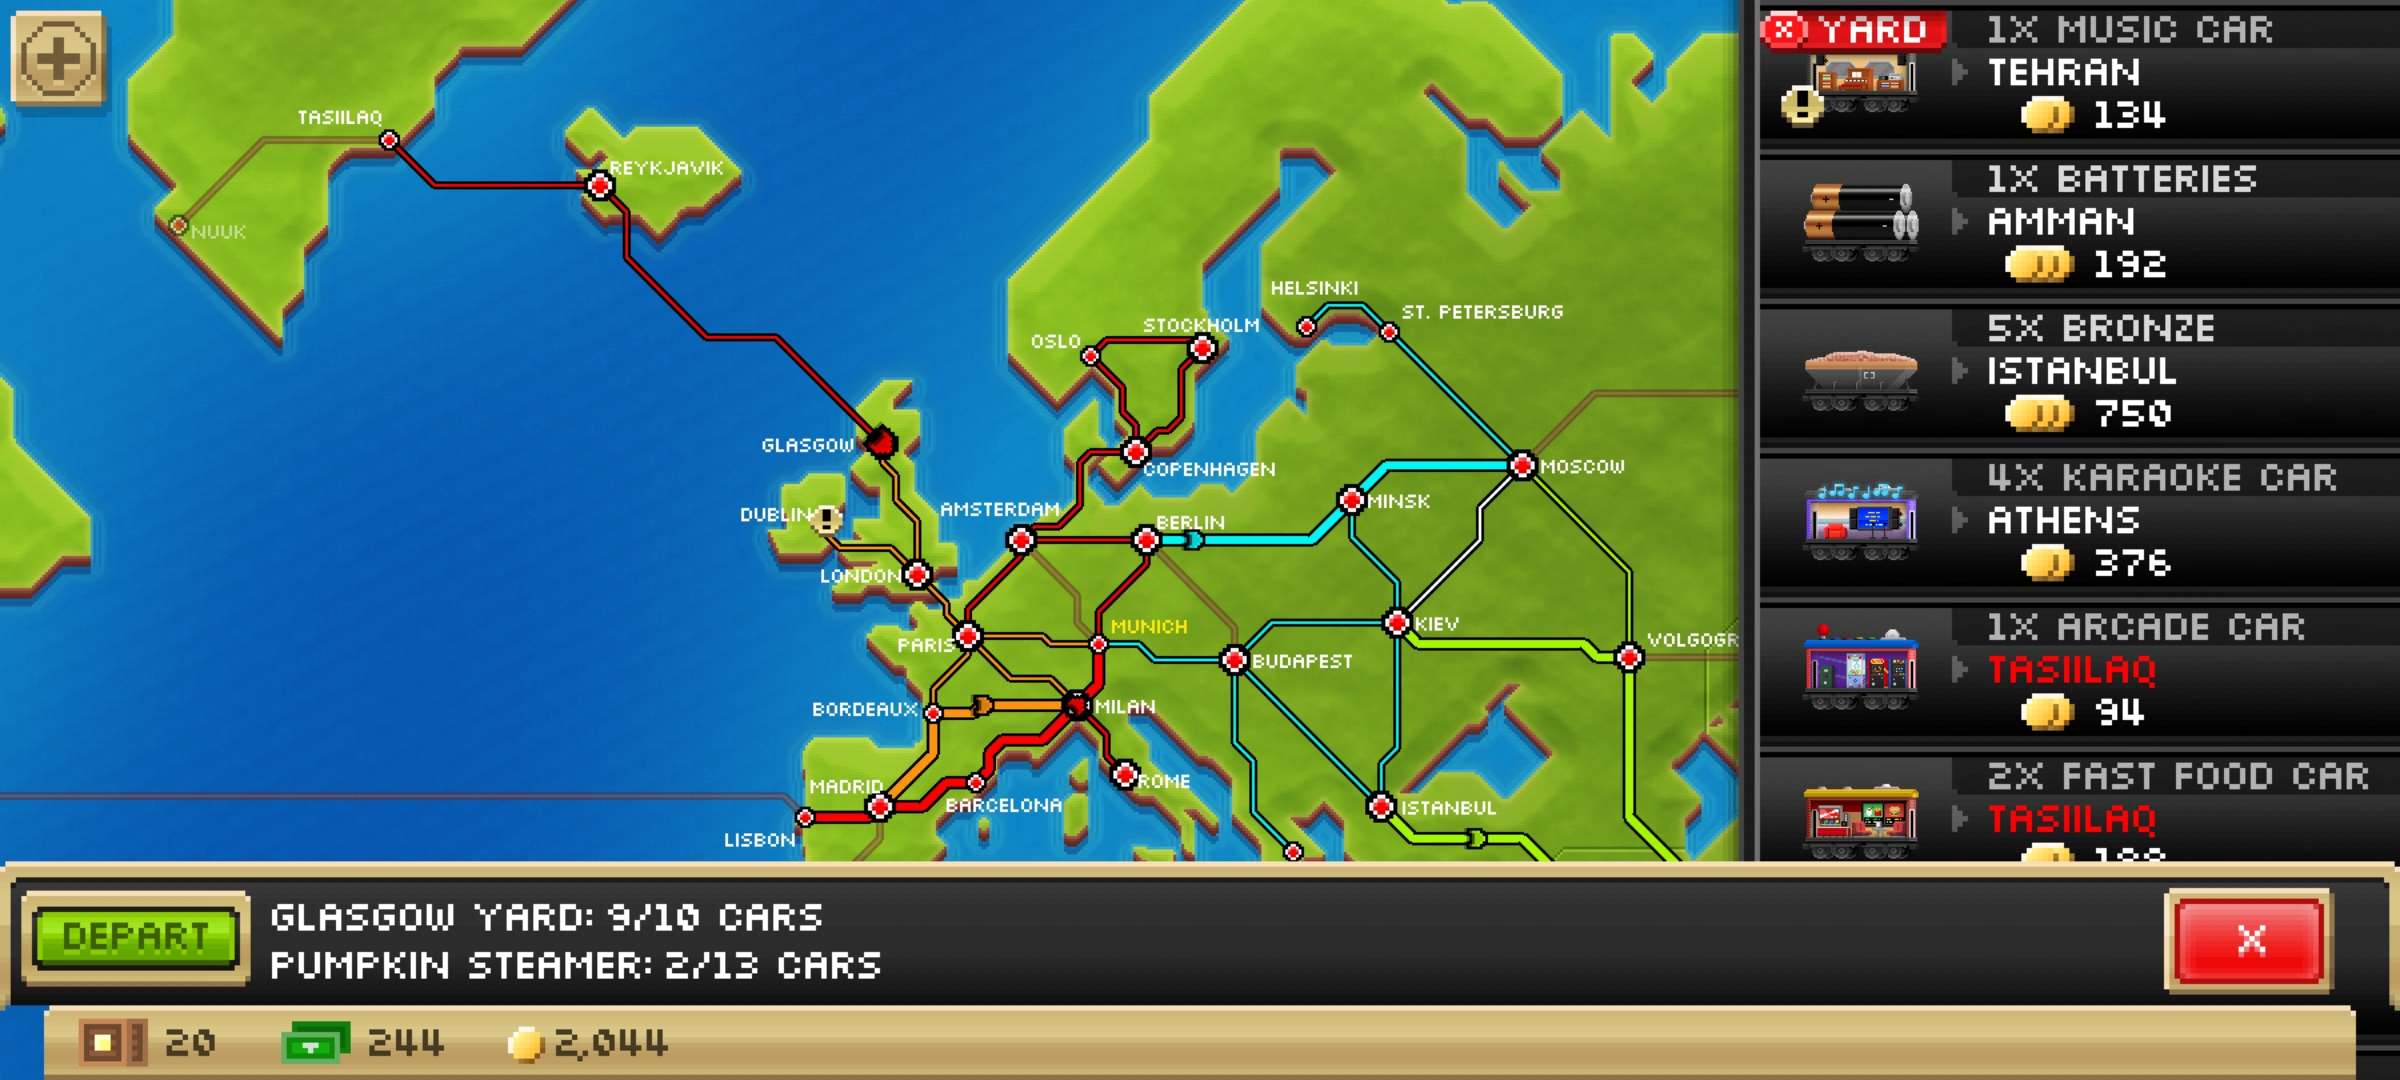 TASIILAQ
REYKJAVIK
NUUK
HELSINKI
ST. PETERSBURG
STOCKHOLM
OSLO
GLASGOW
COPENHAGEN
MOSCOW
MINSK
AMSTERDAM
DUBLIN
BERLIN
LONDON
MUNICH
KIEV
PARIS
VOLGOGR
BUDAPEST
BORDEAUX
MILAN
MADRID
ROME
BARCELONA
ISTANBUL
LISBON
YARD
1X MUSIC CAR
TEHRAN
134
1X BATTERIES
AMMAN
192
5X BRONZE
ISTANBUL
750
4X KARAOKE CAR
ATHENS
376
1X ARCADE CAR
TASIILAQ
94
2X FAST FOOD CAR
TASIILAQ
DEPART
GLASGOW YARD: 9/10 CARS
PUMPKIN STEAMER: 2/13 CARS
X
20
244
2,044